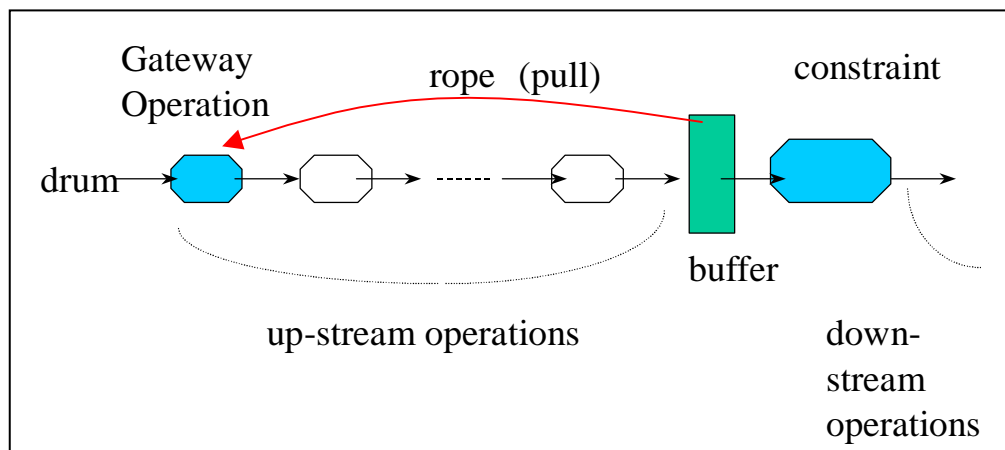 Gateway
Operation
rope (pull)
constraint
drum
buffer
up-stream operations
down-
stream
operations